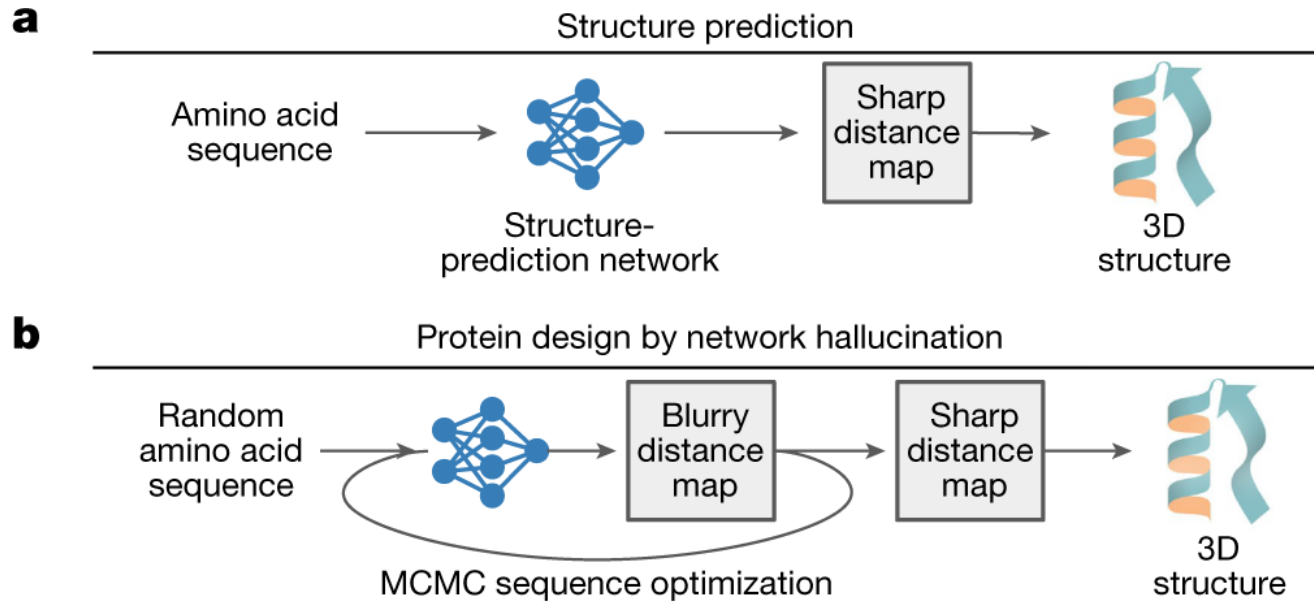 a
Structure prediction
Amino acid
sequence
Structure-
prediction network
Sharp
distance
map
3D
structure
b
Protein design by network hallucination
Random
amino acid
sequence
Blurry
distance
map
Sharp
distance
map
3D
structure
MCMC sequence optimization